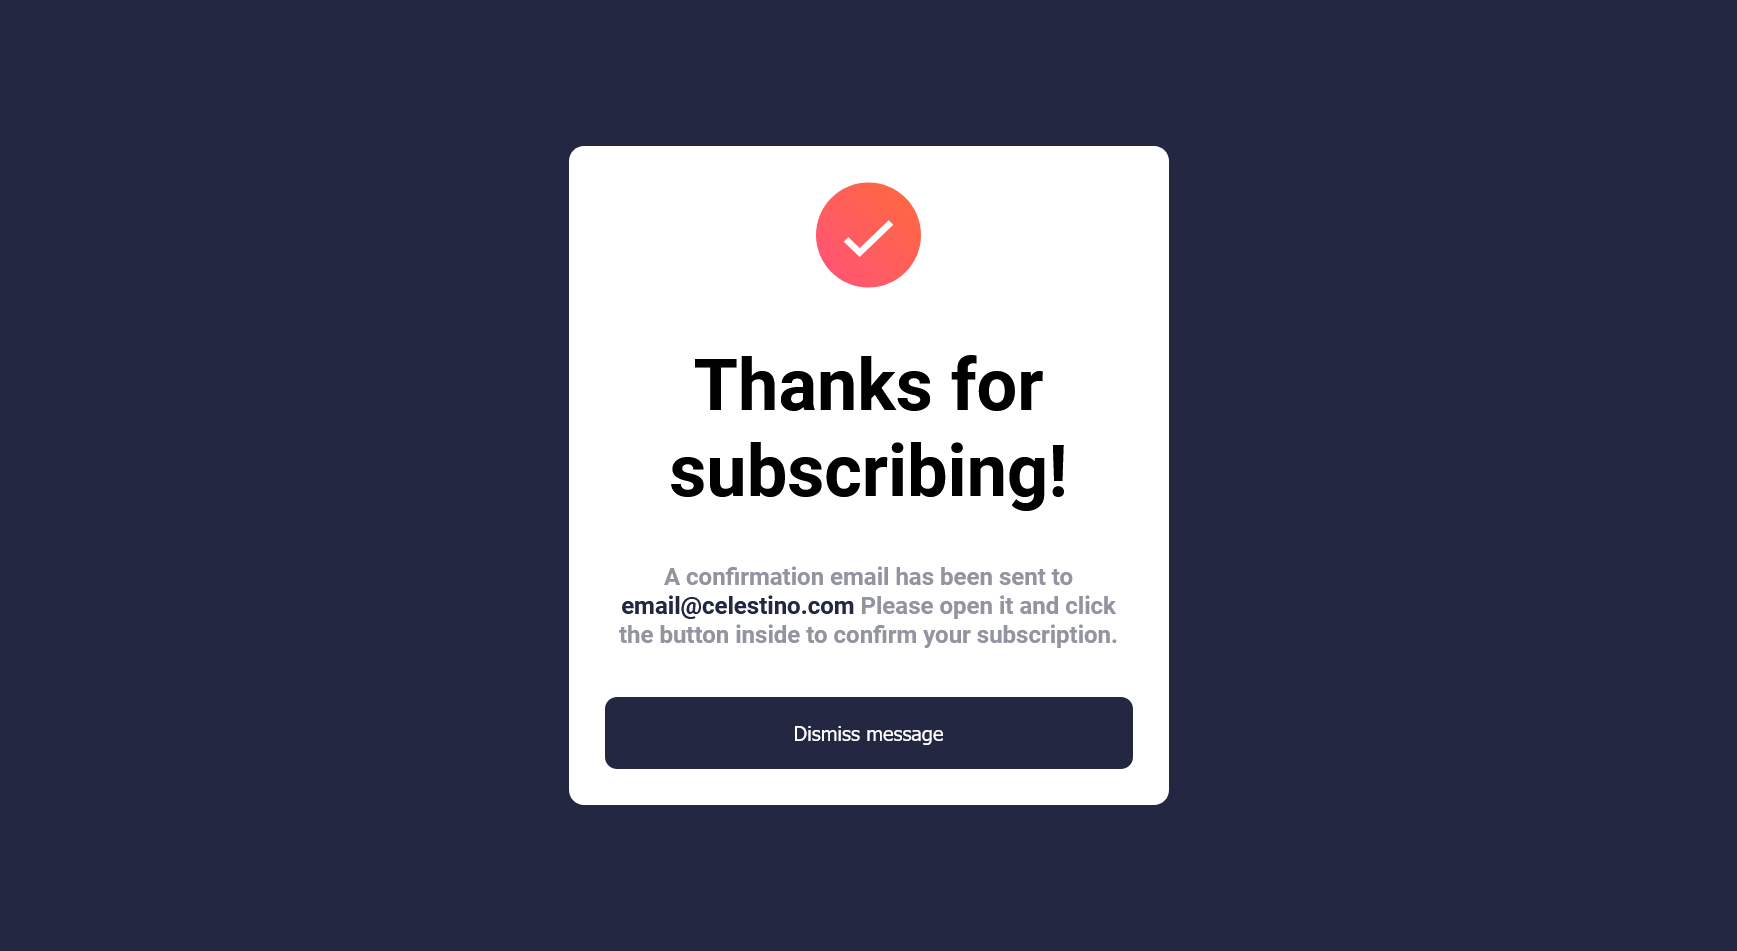 Thanks for
subscribing!
A confirmation email has been sent to
email@celestino.com Please open it and click
the button inside to confirm your subscription.
Dismiss message